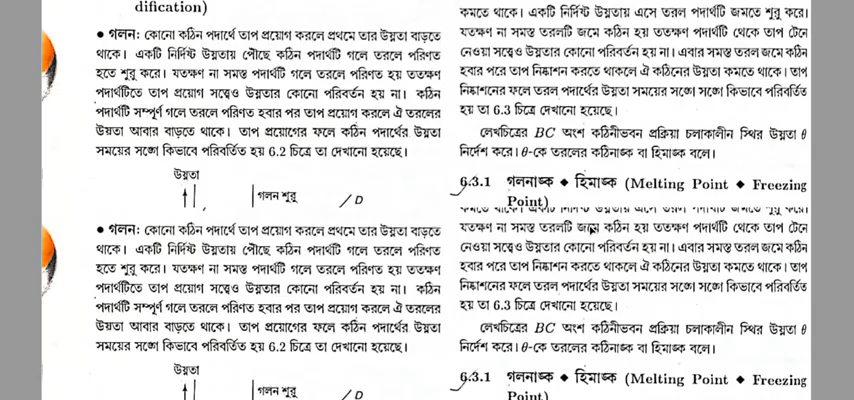 dification)
• গলন: কোনো কঠিন পদার্থে তাপ প্রয়োগ করলে প্রথমে তার উষ্ণতা বাড়তে
থাকে। একটি নির্দিষ্ট উষ্ণতায় পৌছে কঠিন পদার্থটি গলে তরলে পরিণত
হতে শুরু করে। যতক্ষণ না সমস্ত পদার্থটি গলে তরলে পরিণত হয় ততক্ষণ
পদার্থটিতে তাপ প্রয়োগ সত্ত্বেও উষ্ণতার কোনো পরিবর্তন হয় না। কঠিন
পদার্থটি সম্পূর্ণ গলে তরলে পরিণত হবার পর তাপ প্রয়োগ করলে ঐ তরলের
উষ্ণতা আবার বাড়তে থাকে। তাপ প্রয়োগের ফলে কঠিন পদার্থের উষ্ণতা
সময়ের সঙ্গে কিভাবে পরিবর্তিত হয় 6.2 চিত্রে তা দেখানো হয়েছে।
উষ্ণতা
গলন শুরু
D
কমতে থাকে। একটি নির্দিষ্ট উষ্ণতায় এসে তরল পদার্থটি জমতে শুরু করে।
যতক্ষণ না সমস্ত তরলটি জমে কঠিন হয় ততক্ষণ পদার্থটি থেকে তাপ টেনে
নেওয়া সত্ত্বেও উষ্ণতার কোনো পরিবর্তন হয় না। এবার সমস্ত তরল জমে কঠিন
হবার পরে তাপ নিষ্কাশন করতে থাকলে ঐ কঠিনের উষ্ণতা কমতে থাকে। তাপ
নিষ্কাশনের ফলে তরল পদার্থের উষ্ণতা সময়ের সঙ্গে সঙ্গে কিভাবে পরিবর্তিত
হয় তা 6.3 চিত্রে দেখানো হয়েছে।
লেখচিত্রের BC অংশ কঠিনীভবন প্রক্রিয়া চলাকালীন স্থির উষ্ণতা θ
নির্দেশ করে। θ-কে তরলের কঠিনাঙ্ক বা হিমাঙ্ক বলে।
6.3.1 গলনাঙ্ক ◆ হিমাঙ্ক (Melting Point ◆ Freezing
Point)
• গলন: কোনো কঠিন পদার্থে তাপ প্রয়োগ করলে প্রথমে তার উষ্ণতা বাড়তে
থাকে। একটি নির্দিষ্ট উষ্ণতায় পৌছে কঠিন পদার্থটি গলে তরলে পরিণত
হতে শুরু করে। যতক্ষণ না সমস্ত পদার্থটি গলে তরলে পরিণত হয় ততক্ষণ
পদার্থটিতে তাপ প্রয়োগ সত্ত্বেও উষ্ণতার কোনো পরিবর্তন হয় না। কঠিন
পদার্থটি সম্পূর্ণ গলে তরলে পরিণত হবার পর তাপ প্রয়োগ করলে ঐ তরলের
উষ্ণতা আবার বাড়তে থাকে। তাপ প্রয়োগের ফলে কঠিন পদার্থের উষ্ণতা
সময়ের সঙ্গে কিভাবে পরিবর্তিত হয় 6.2 চিত্রে তা দেখানো হয়েছে।
উষ্ণতা
গলন শুরু
D
যতক্ষণ না সমস্ত তরলটি জমে কঠিন হয় ততক্ষণ পদার্থটি থেকে তাপ টেনে
নেওয়া সত্ত্বেও উষ্ণতার কোনো পরিবর্তন হয় না। এবার সমস্ত তরল জমে কঠিন
হবার পরে তাপ নিষ্কাশন করতে থাকলে ঐ কঠিনের উষ্ণতা কমতে থাকে। তাপ
নিষ্কাশনের ফলে তরল পদার্থের উষ্ণতা সময়ের সঙ্গে সঙ্গে কিভাবে পরিবর্তিত
হয় তা 6.3 চিত্রে দেখানো হয়েছে।
লেখচিত্রের BC অংশ কঠিনীভবন প্রক্রিয়া চলাকালীন স্থির উষ্ণতা θ
নির্দেশ করে। θ-কে তরলের কঠিনাঙ্ক বা হিমাঙ্ক বলে।
6.3.1 গলনাঙ্ক ◆ হিমাঙ্ক (Melting Point ◆ Freezing
Point)